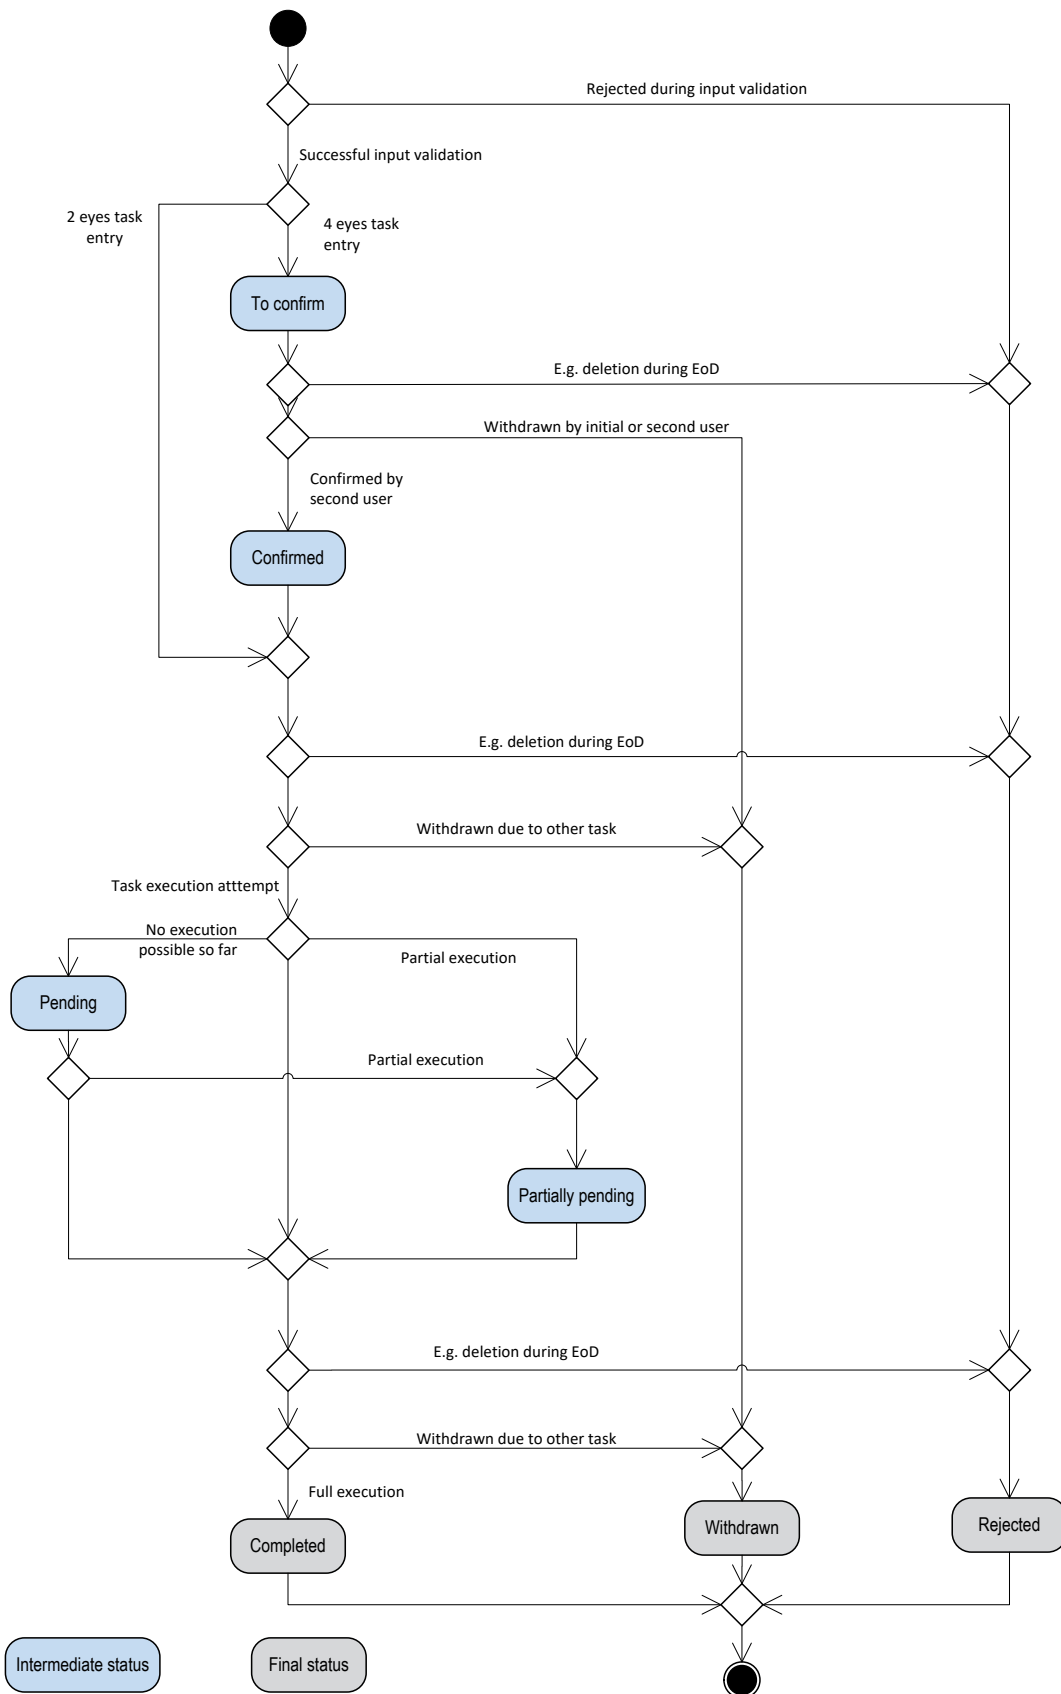 Rejected during input validation
Successful input validation
2 eyes task
entry
4 eyes task
entry
To confirm
E.g. deletion during EoD
Withdrawn by initial or second user
Confirmed by
second user
Confirmed
E.g. deletion during EoD
Withdrawn due to other task
Task execution atttempt
No execution
possible so far
Partial execution
Pending
Partial execution
Partially pending
E.g. deletion during EoD
Withdrawn due to other task
Full execution
Completed
Withdrawn
Rejected
Intermediate status
Final status